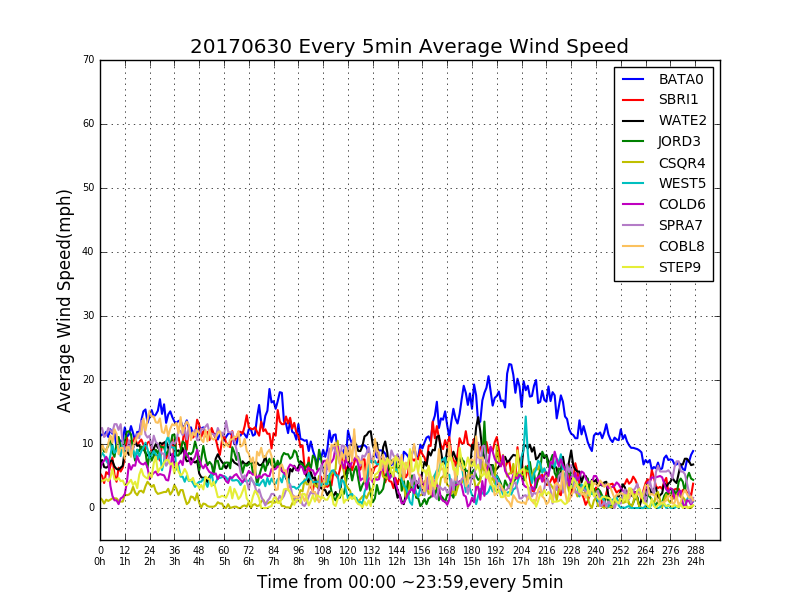 20170630 Every 5min Average Wind Speed
70
60
50
40
30
20
10
0
Average Wind Speed(mph)
BATA0
SBRI1
WATE2
JORD3
CSQR4
WEST5
COLD6
SPRA7
COBL8
STEP9
0 12 24 36 48 60 72 84 96 108 120 132 144 156 168 180 192 204 216 228 240 252 264 276 288
0h 1h 2h 3h 4h 5h 6h 7h 8h 9h 10h 11h 12h 13h 14h 15h 16h 17h 18h 19h 20h 21h 22h 23h 24h
Time from 00:00 ~23:59,every 5min